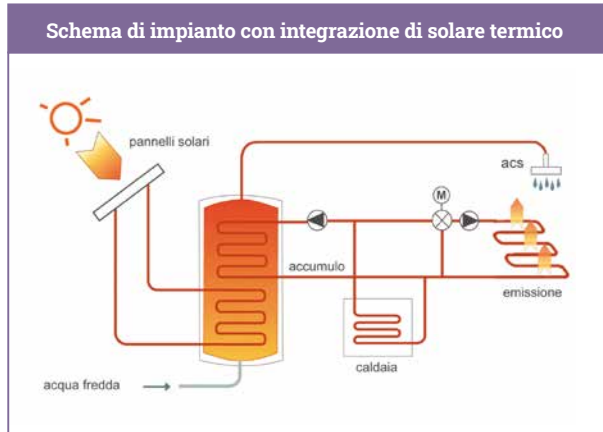 Schema di impianto con integrazione di solare termico
pannelli solari
acs
M
accumulo
emissione
caldaia
acqua fredda